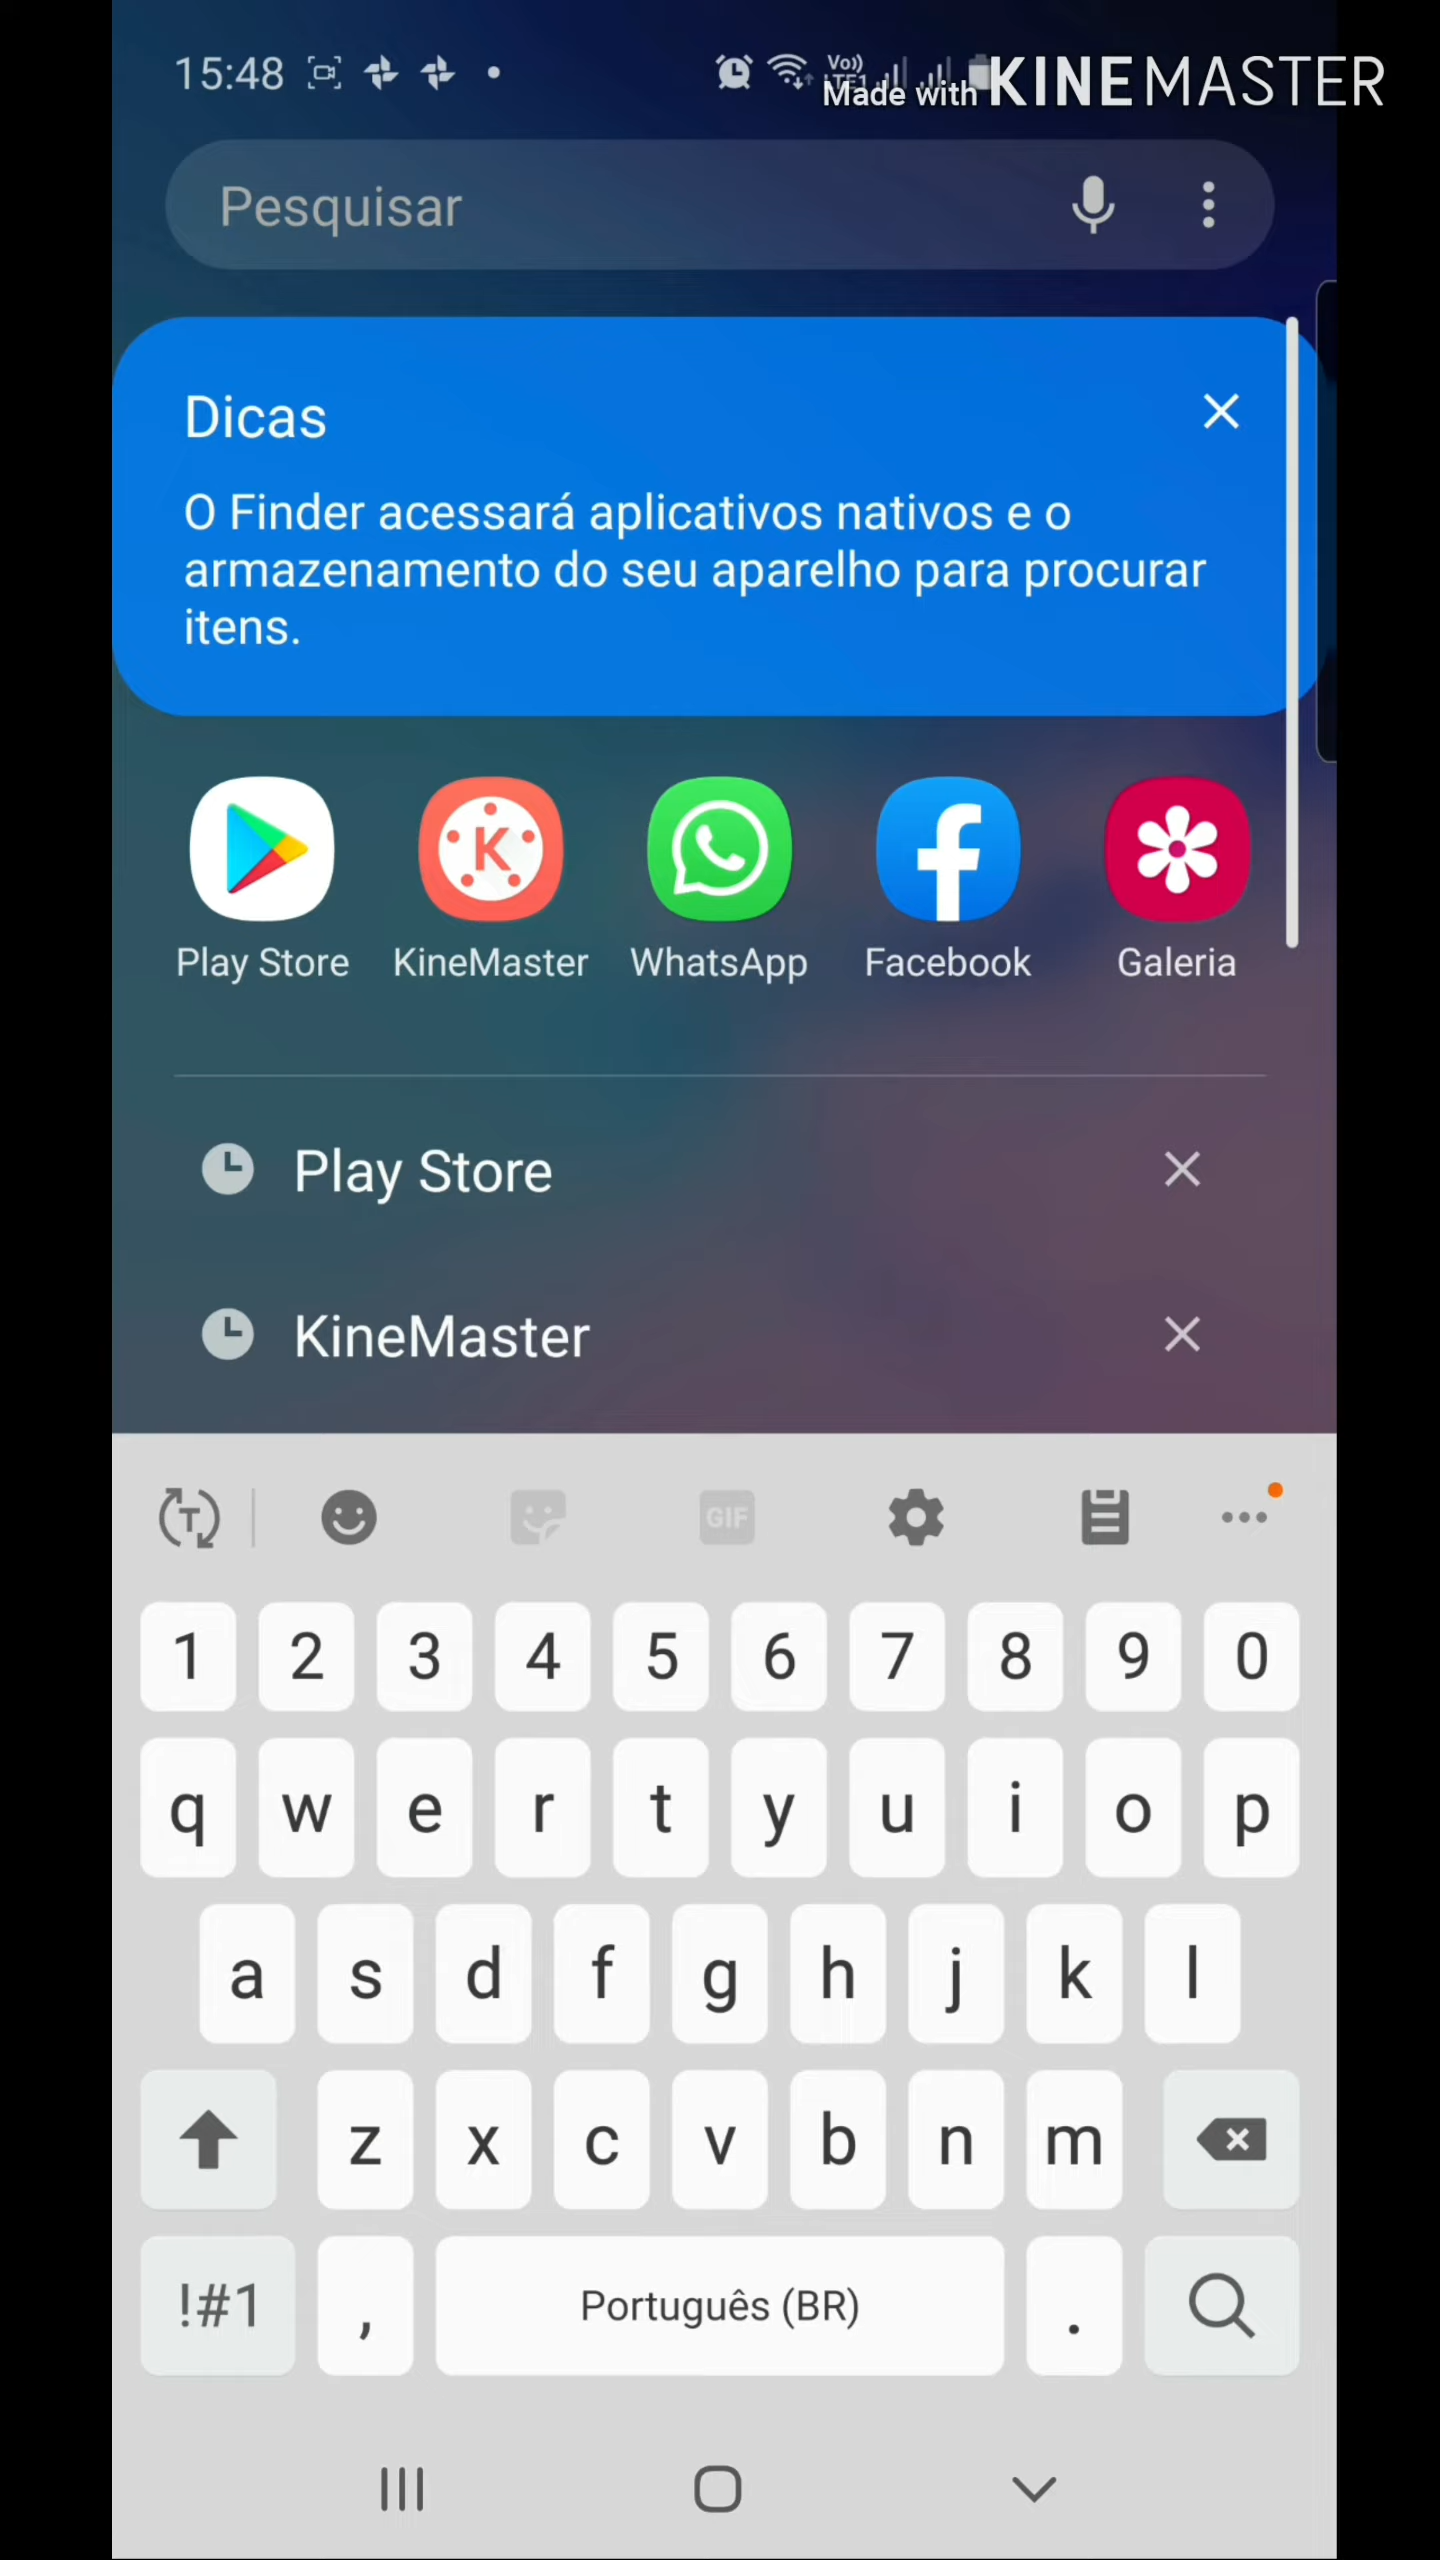 15:48
Vo)) LTE1
Made with KINEMASTER
Pesquisar
Dicas
O Finder acessará aplicativos nativos e o
armazenamento do seu aparelho para procurar
itens.
K
Play Store KineMaster WhatsApp Facebook Galeria
Play Store
KineMaster
T GIF
1 2 3 4 5 6 7 8 9 0
q w e r t y u i o p
a s d f g h j k l
z x c v b n m
!#1 , Português (BR) .